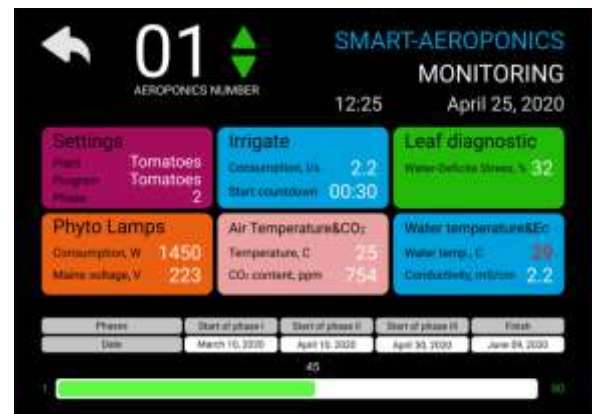 01
AEROPONICS NUMBER
SMART-AEROPONICS
MONITORING
12:25 April 25, 2020
Settings
Plant Tomatoes
Program Tomatoes
Phase 2
Irrigate
Consumption, l/s 2.2
Start countdown 00:30
Leaf diagnostic
Water-Deficite Stress, % 32
Phyto Lamps
Consumption, W 1450
Mains voltage, V 223
Air Temperature&CO₂
Temperature, C 25
CO₂ content, ppm 754
Water temperature&Ec
Water temp., C 29
Conductivity, mS/cm 2.2
Phases Start of phase I Start of phase II Start of phase III Finish
Date March 10, 2020 April 10, 2020 April 30, 2020 June 09, 2020
45
1 90